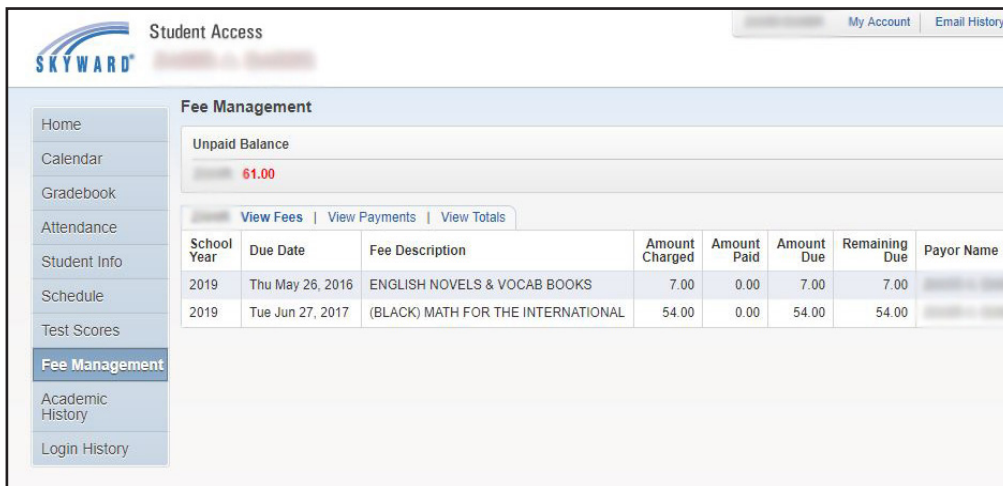 Student Access
My Account | Email History
SKYWARD®
Fee Management
Home
Calendar
Gradebook
Attendance
Student Info
Schedule
Test Scores
Fee Management
Academic
History
Login History
Unpaid Balance
61.00
View Fees | View Payments | View Totals
School Year Due Date Fee Description Amount Charged Amount Paid Amount Due Remaining Due Payor Name
2019 Thu May 26, 2016 ENGLISH NOVELS & VOCAB BOOKS 7.00 0.00 7.00 7.00
2019 Tue Jun 27, 2017 (BLACK) MATH FOR THE INTERNATIONAL 54.00 0.00 54.00 54.00